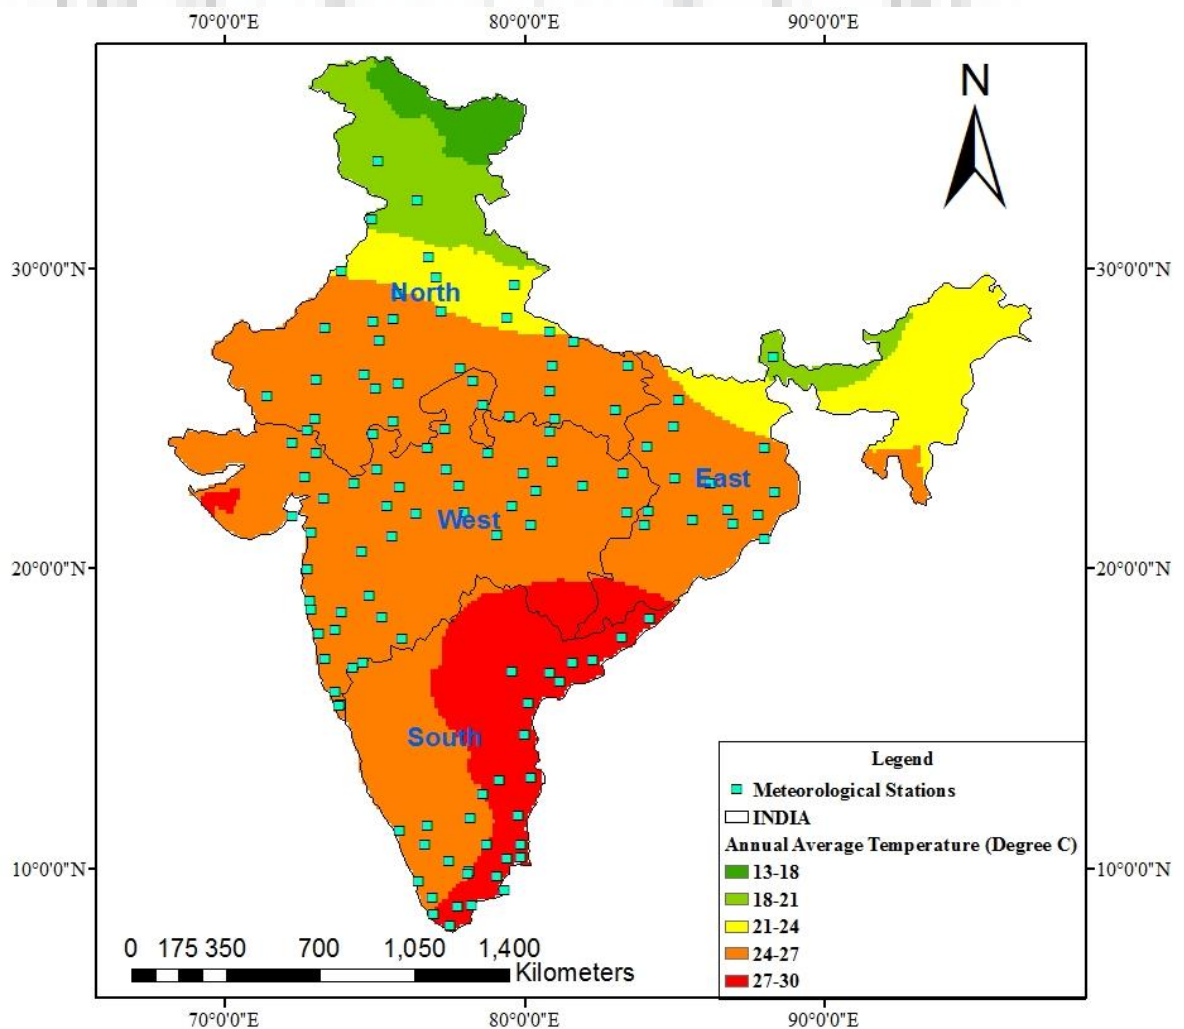 70°0'0"E 80°0'0"E 90°0'0"E
N
30°0'0"N 30°0'0"N
North
East
West
20°0'0"N 20°0'0"N
South
Legend
Meteorological Stations
INDIA
Annual Average Temperature (Degree C)
10°0'0"N 10°0'0"N
13-18
18-21
21-24
24-27
27-30
0 175 350 700 1,050 1,400
Kilometers
70°0'0"E 80°0'0"E 90°0'0"E